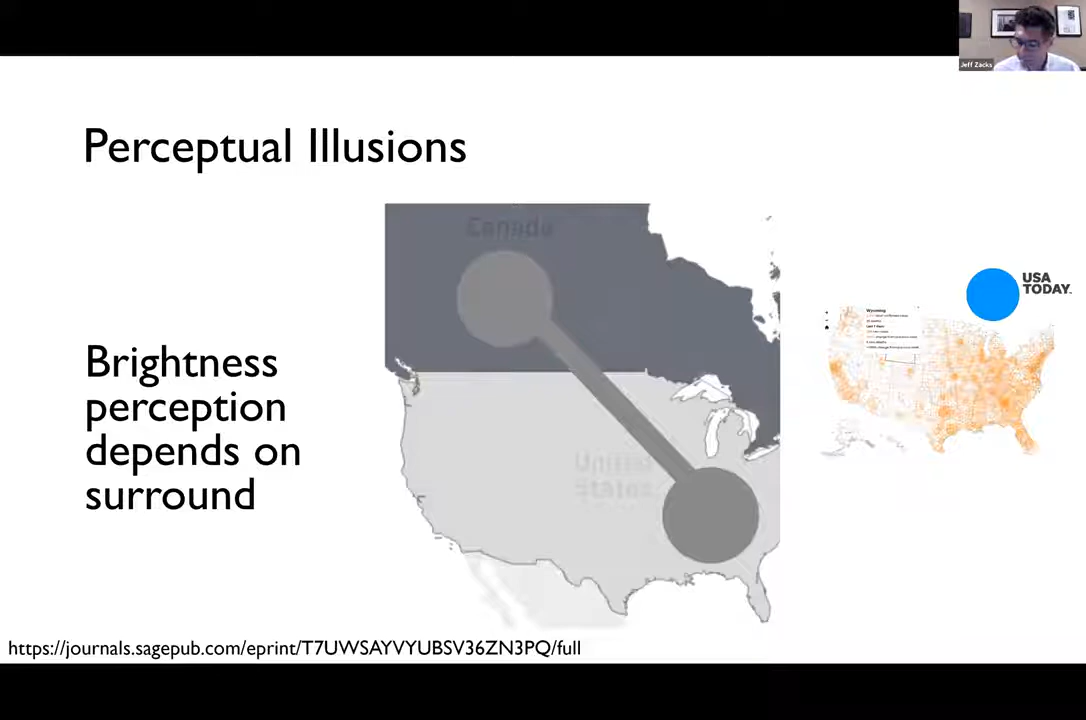 Jeff Zacks
Perceptual Illusions
Canada
USA
TODAY.
Wyoming
Brightness
perception
depends on
surround
United
States
https://journals.sagepub.com/eprint/T7UWSAYVYUBSV36ZN3PQ/full